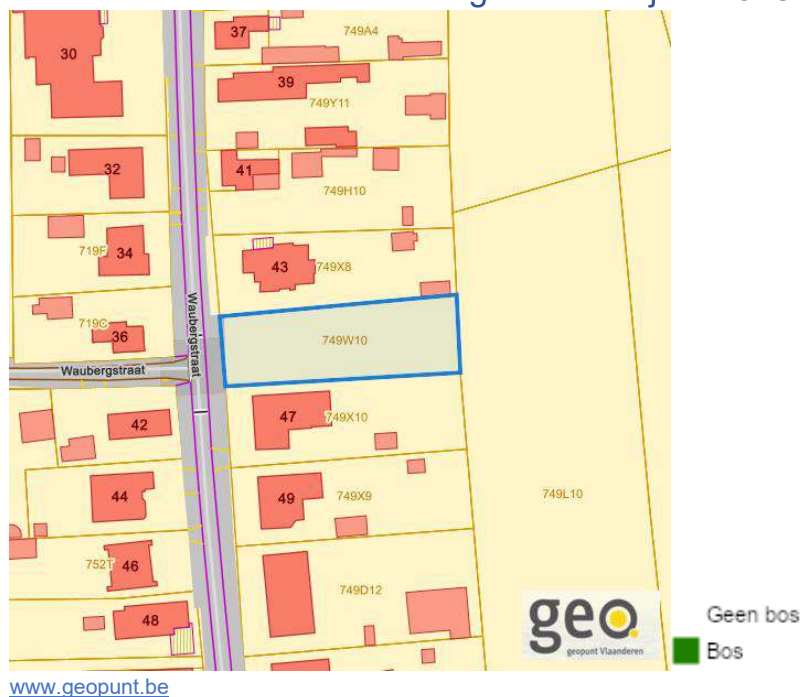 30
37
749A4
39
749Y11
32
41
749H10
719F
34
43
749X8
Waubergstraat
719C
36
749W10
Waubergstraat
42
47
749X10
44
49
749X9
749L10
752T
46
749D12
48
geo
geopunt Vlaanderen
Geen bos
Bos
www.geopunt.be